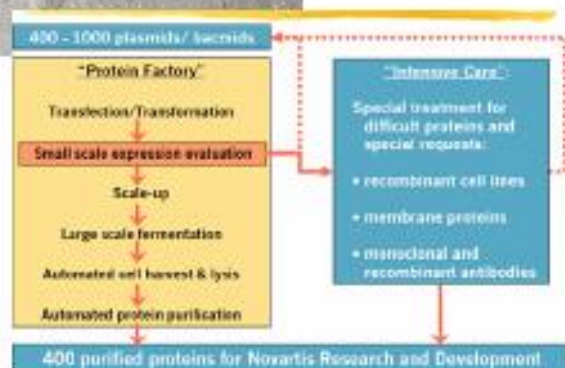 400 - 1000 plasmids/ bacmids
"Protein Factory"
Transfection/Transformation
Small scale expression evaluation
Scale-up
Large scale fermentation
Automated cell harvest & lysis
Automated protein purification
"Intensive Care":
Special treatment for
difficult proteins and
special requests:
• recombinant cell lines
• membrane proteins
• monoclonal and
recombinant antibodies
400 purified proteins for Novartis Research and Development